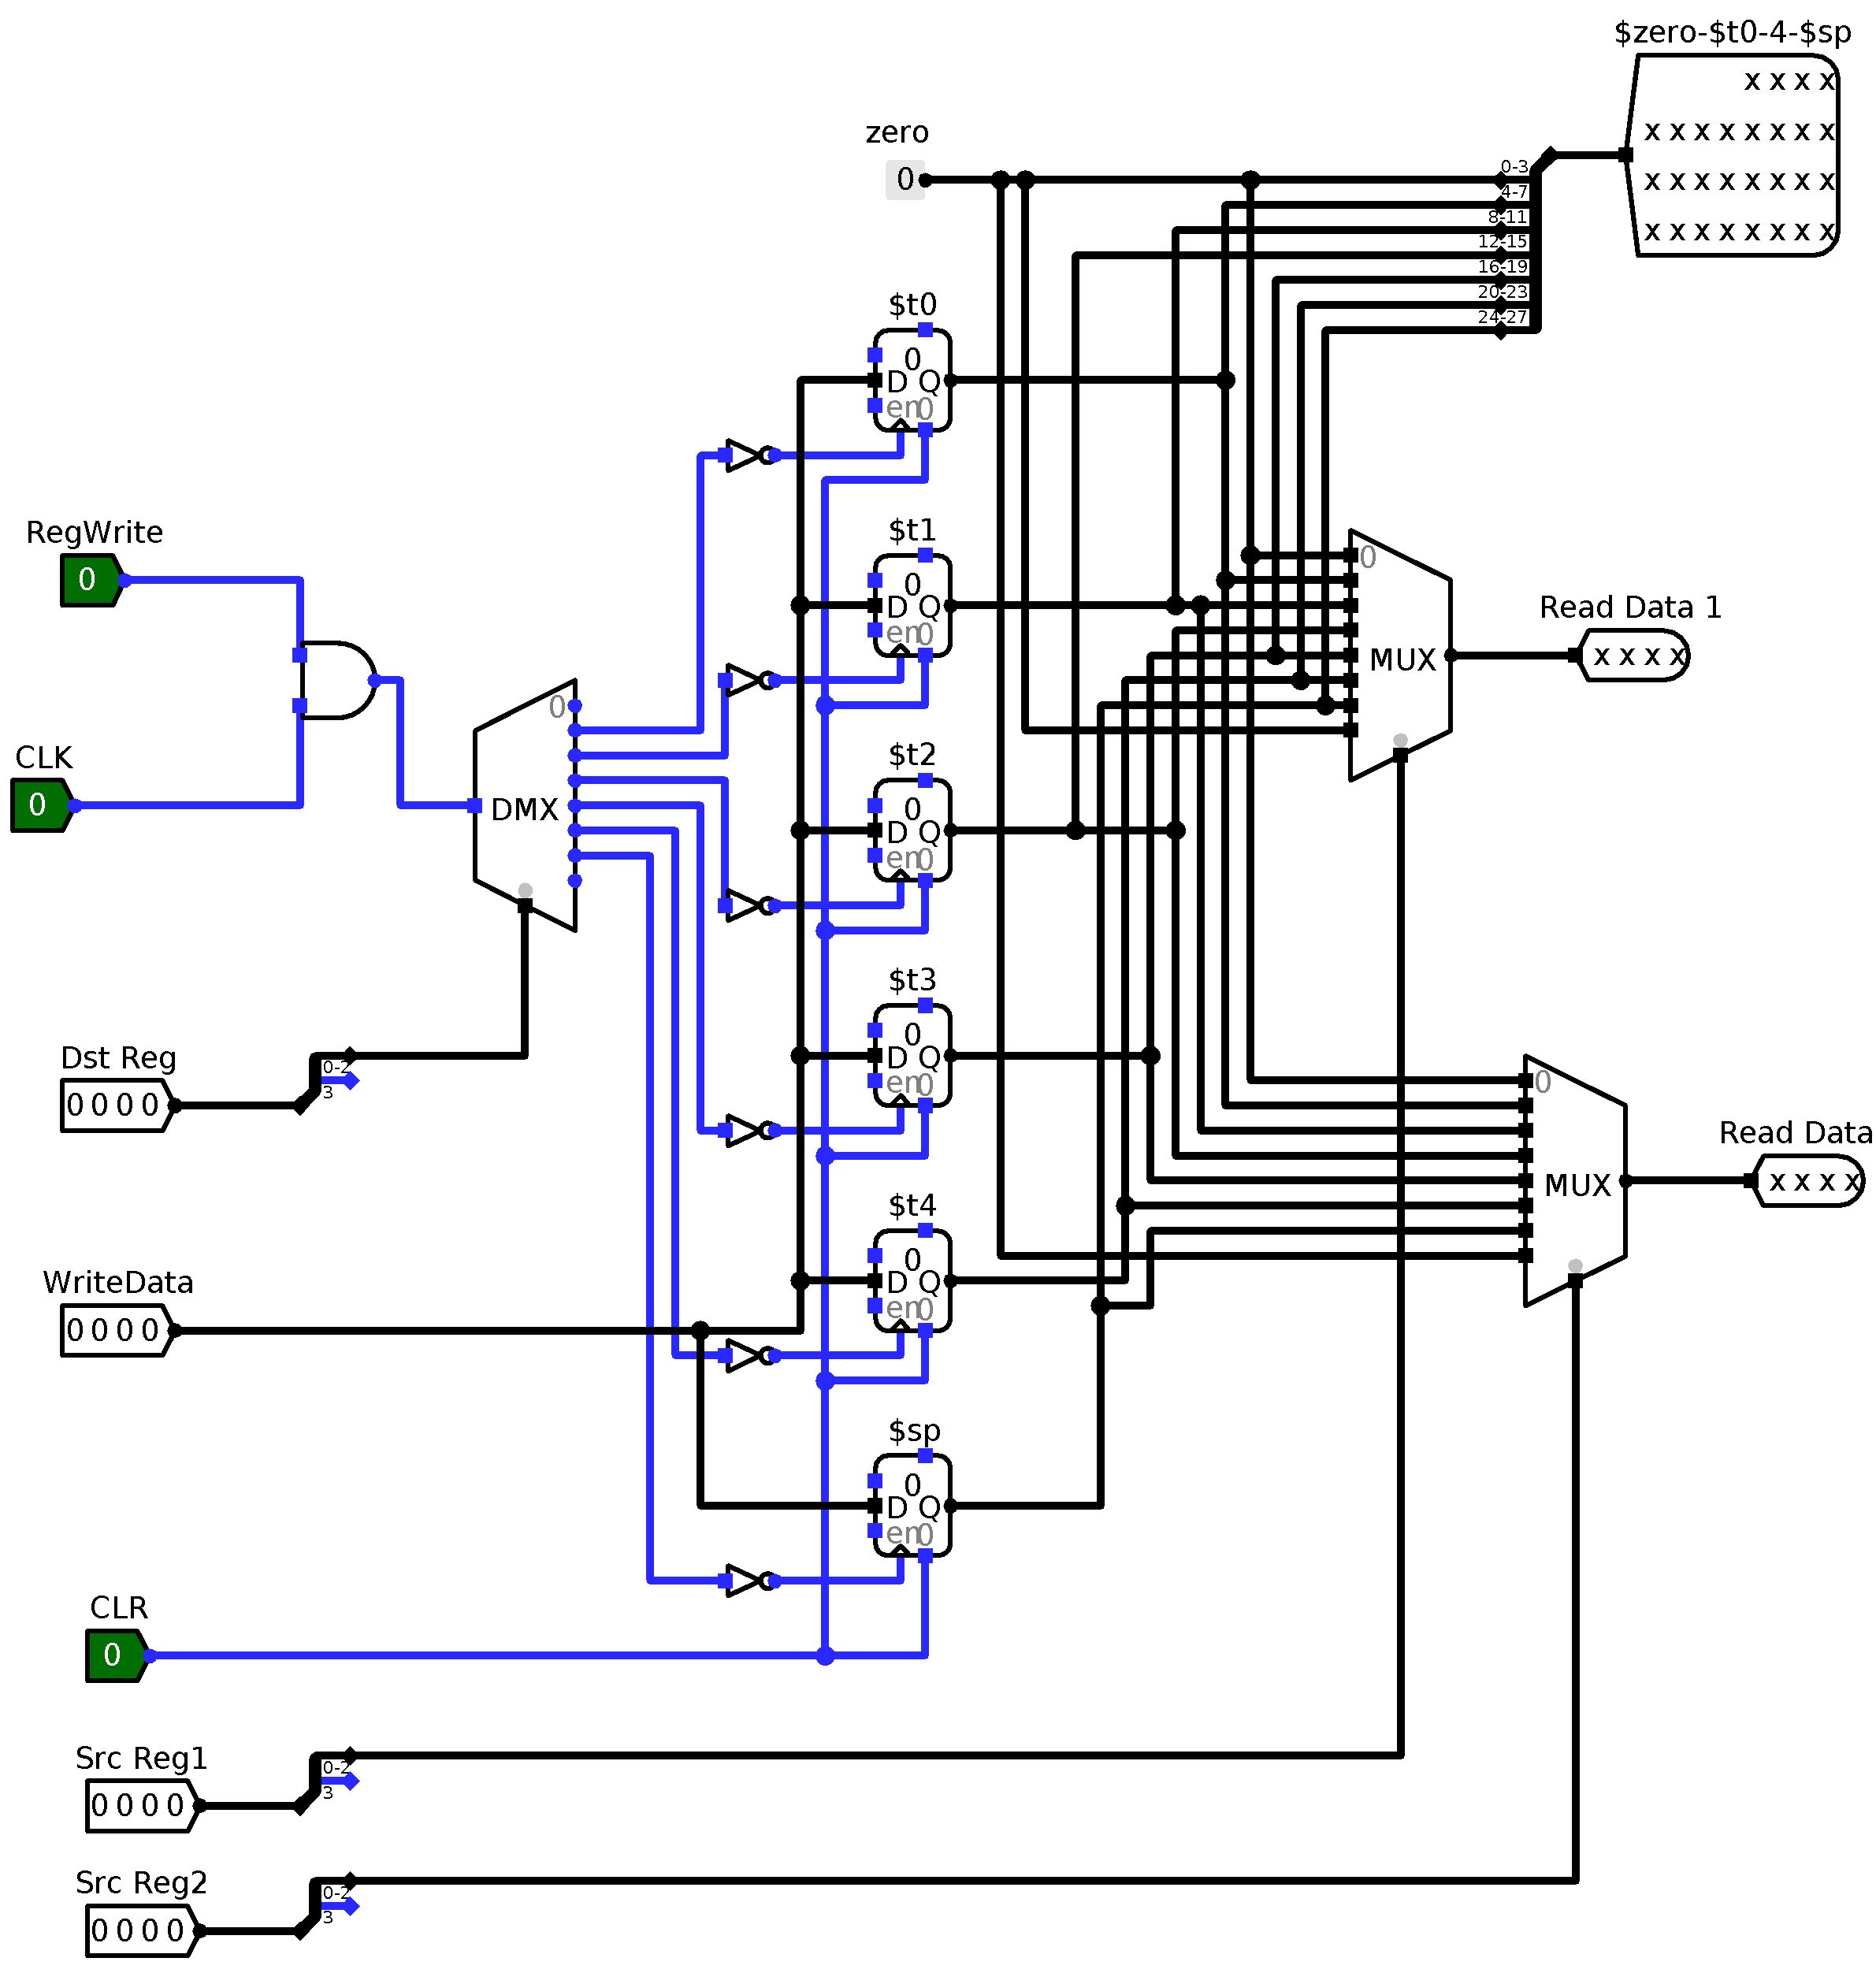 $zero-$t0-4-$sp
x x x x
x x x x x x x x
x x x x x x x x
x x x x x x x x
zero
0
0-3
4-7
8-11
12-15
16-19
20-23
24-27
$t0
0
D Q
en 0
RegWrite
0
$t1
0
D Q
en 0
0
MUX
Read Data 1
x x x x
CLK
0
0
DMX
$t2
0
D Q
en 0
Dst Reg
0 0 0 0
0-2
3
$t3
0
D Q
en 0
0
MUX
Read Data
x x x x
WriteData
0 0 0 0
$t4
0
D Q
en 0
$sp
0
D Q
en 0
CLR
0
Src Reg1
0 0 0 0
0-2
3
Src Reg2
0 0 0 0
0-2
3